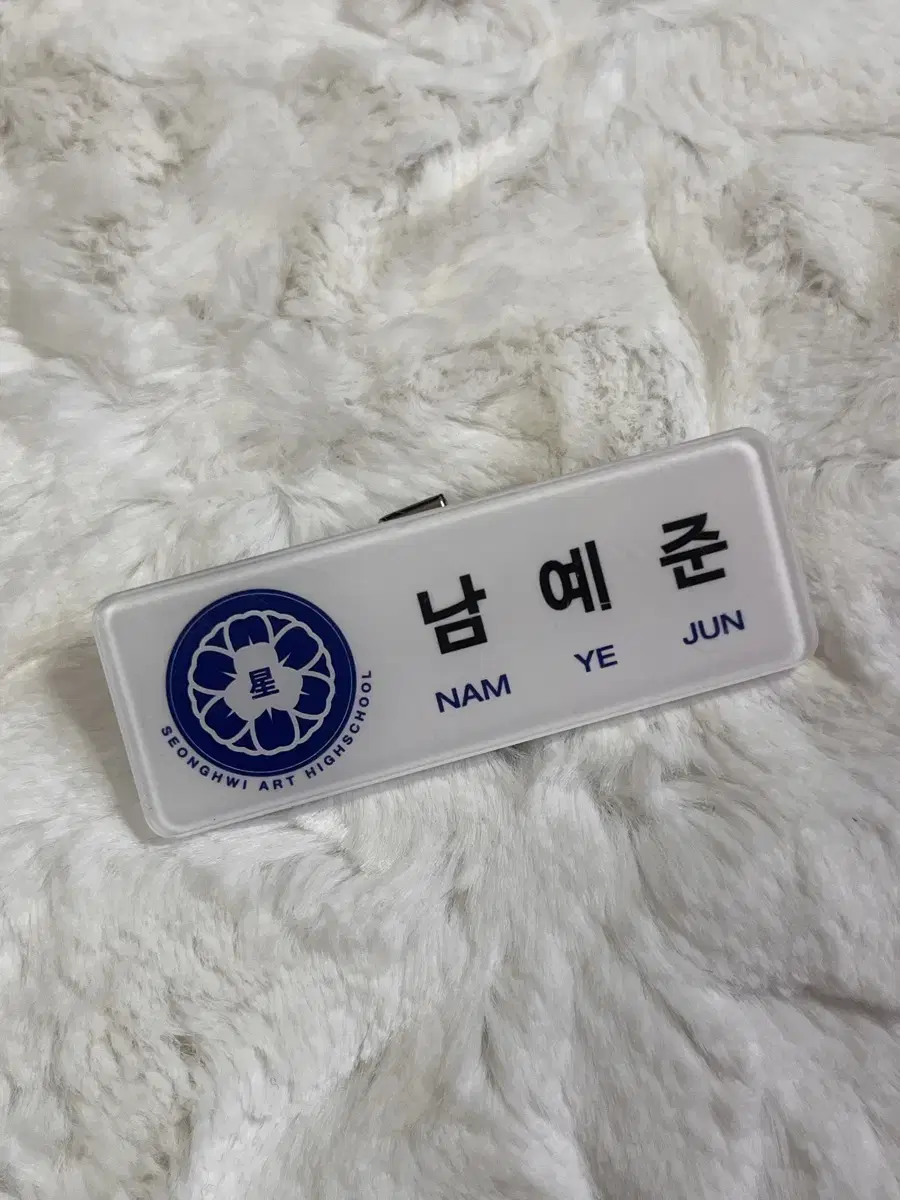 남 예 준
NAM YE JUN
星
SEONGHWI ART HIGHSCHOOL